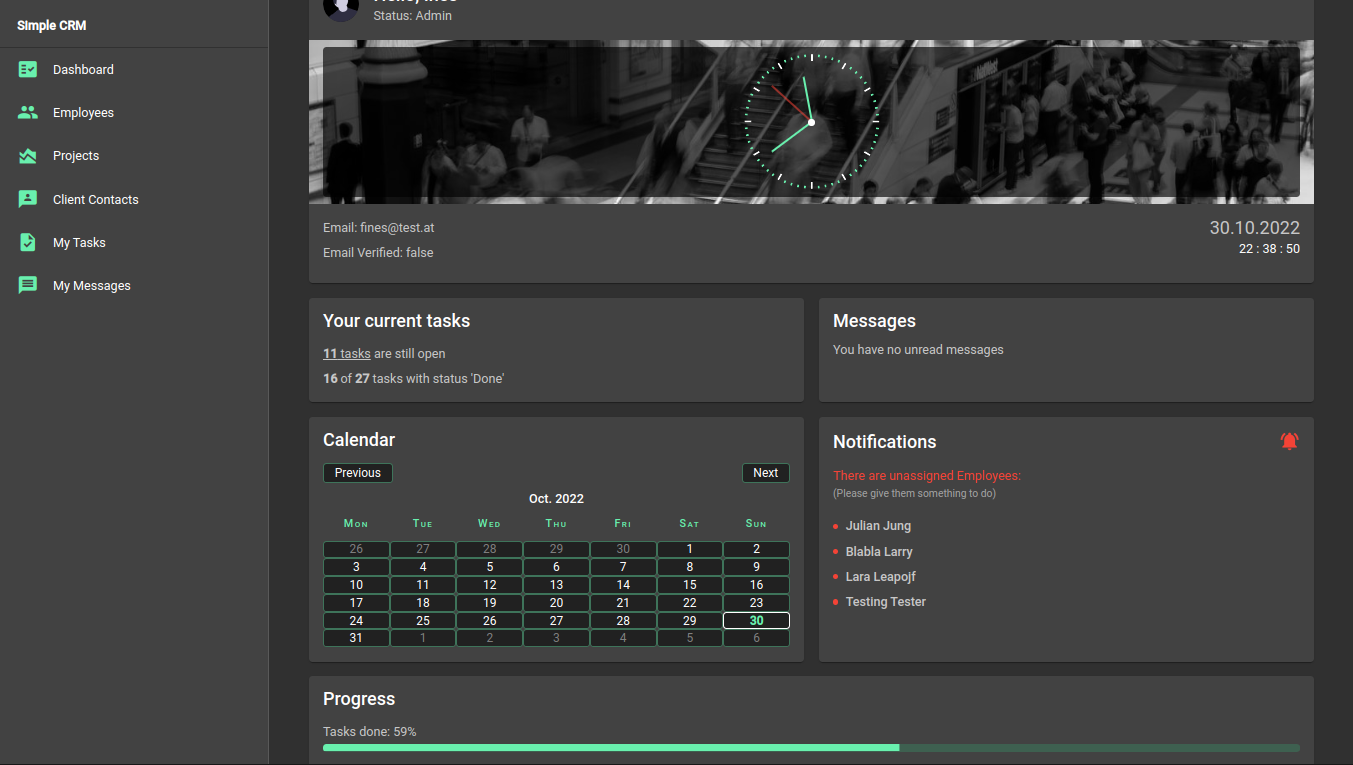 SImple CRM
Dashboard
Employees
Projects
Client Contacts
My Tasks
My Messages
Status: Admin
Email: fines@test.at
Email Verified: false
30.10.2022
22 : 38 : 50
Your current tasks
11 tasks are still open
16 of 27 tasks with status 'Done'
Messages
You have no unread messages
Calendar
Previous
Next
Oct. 2022
Mon Tue Wed Thu Fri Sat Sun
26 27 28 29 30 1 2
3 4 5 6 7 8 9
10 11 12 13 14 15 16
17 18 19 20 21 22 23
24 25 26 27 28 29 30
31 1 2 3 4 5 6
Notifications
There are unassigned Employees:
(Please give them something to do)
Julian Jung
Blabla Larry
Lara Leapojf
Testing Tester
Progress
Tasks done: 59%